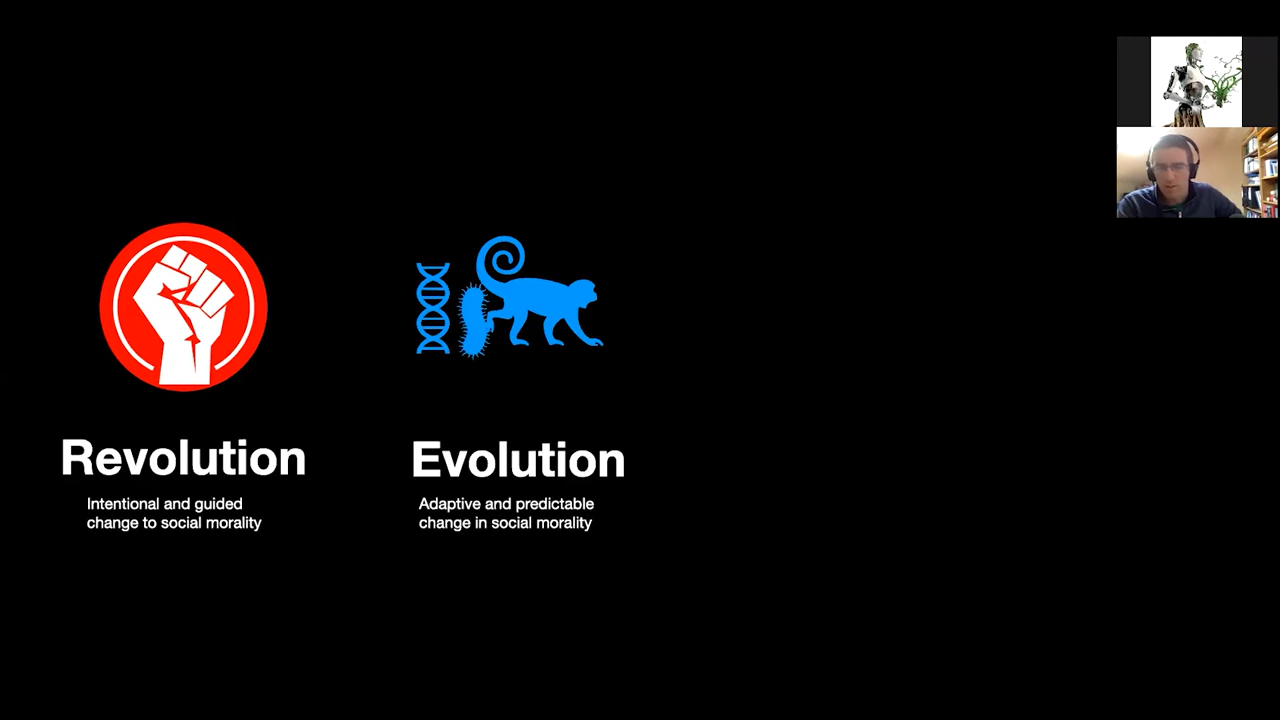 Revolution
Intentional and guided
change to social morality
Evolution
Adaptive and predictable
change in social morality